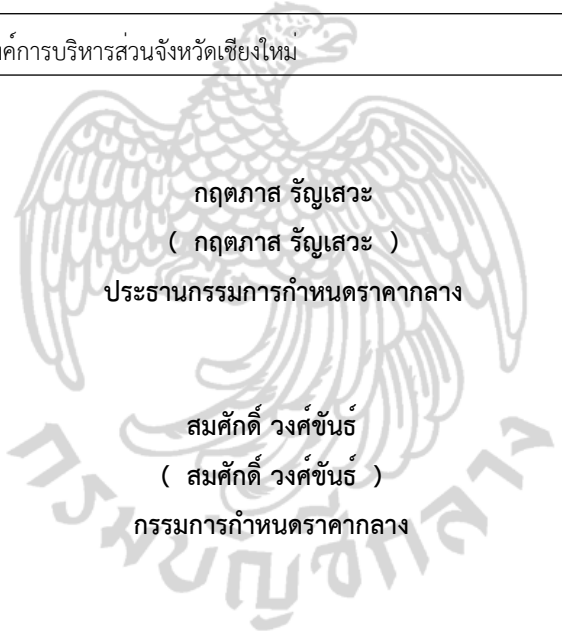 องค์การบริหารส่วนจังหวัดเชียงใหม่
กฤตภาส รัญเสวะ
( กฤตภาส รัญเสวะ )
ประธานกรรมการกำหนดราคากลาง
สมศักดิ์ วงศ์ขันธ์
( สมศักดิ์ วงศ์ขันธ์ )
กรรมการกำหนดราคากลาง
กรมบัญชีกลาง